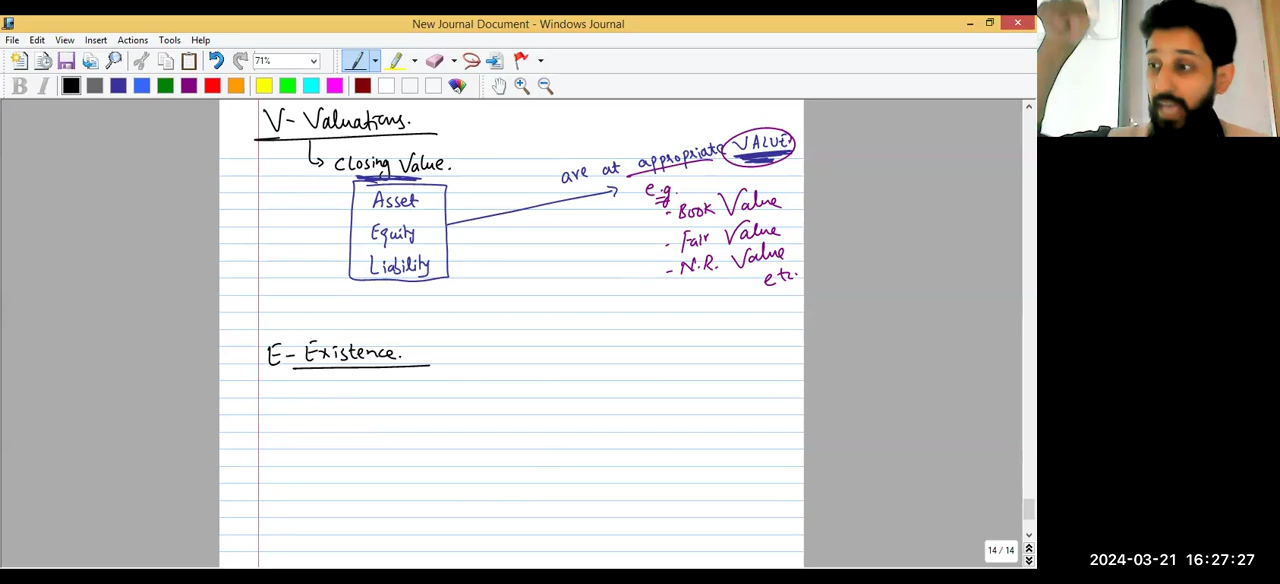 New Journal Document - Windows Journal
File Edit View Insert Actions Tools Help
71%
B I
V- Valuations.
Closing Value.
are at appropriate VALUE
Asset
Equity
Liability
e.g.
- Book Value
- Fair Value
- N.R. Value
etc.
E- Existence.
14 / 14
2024-03-21 16:27:27